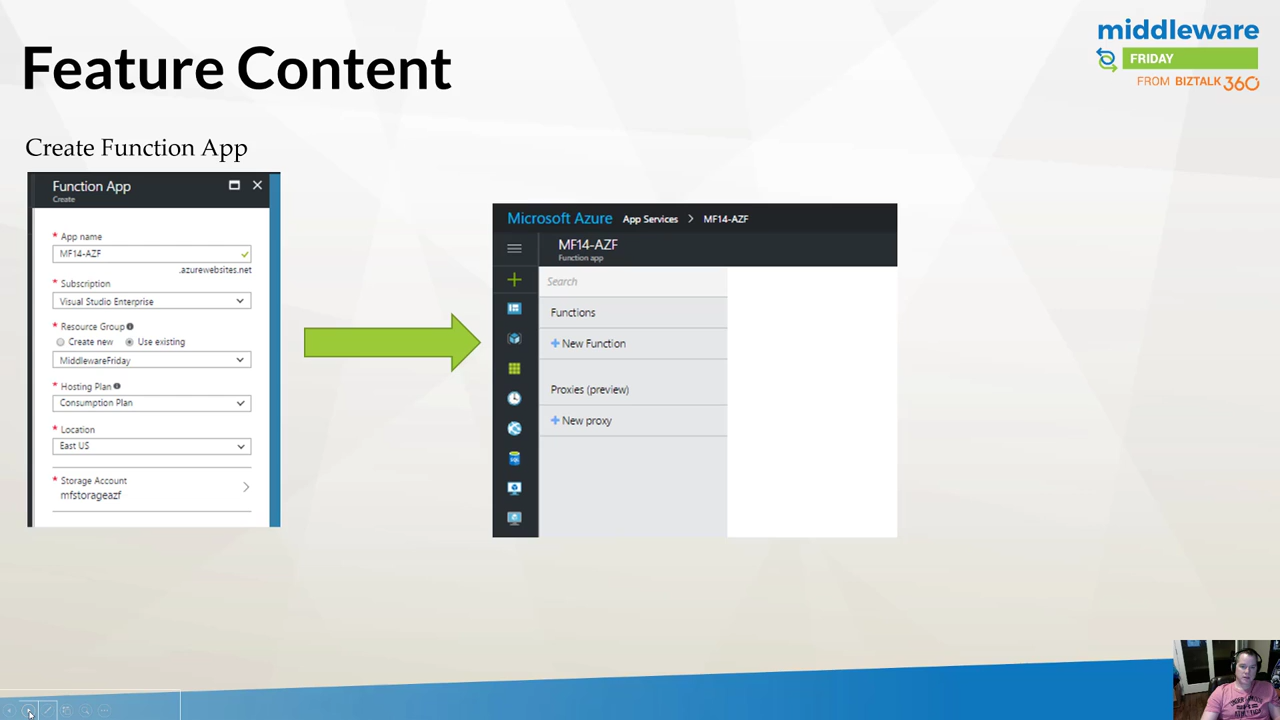 Feature Content
middleware
FRIDAY
FROM BIZTALK360
Create Function App
Function App
Create
* App name
MF14-AZF
.azurewebsites.net
* Subscription
Visual Studio Enterprise
* Resource Group
Create new Use existing
MiddlewareFriday
* Hosting Plan
Consumption Plan
* Location
East US
* Storage Account
mfstorageazf
Microsoft Azure App Services > MF14-AZF
MF14-AZF
Function app
Search
Functions
+ New Function
Proxies (preview)
+ New proxy